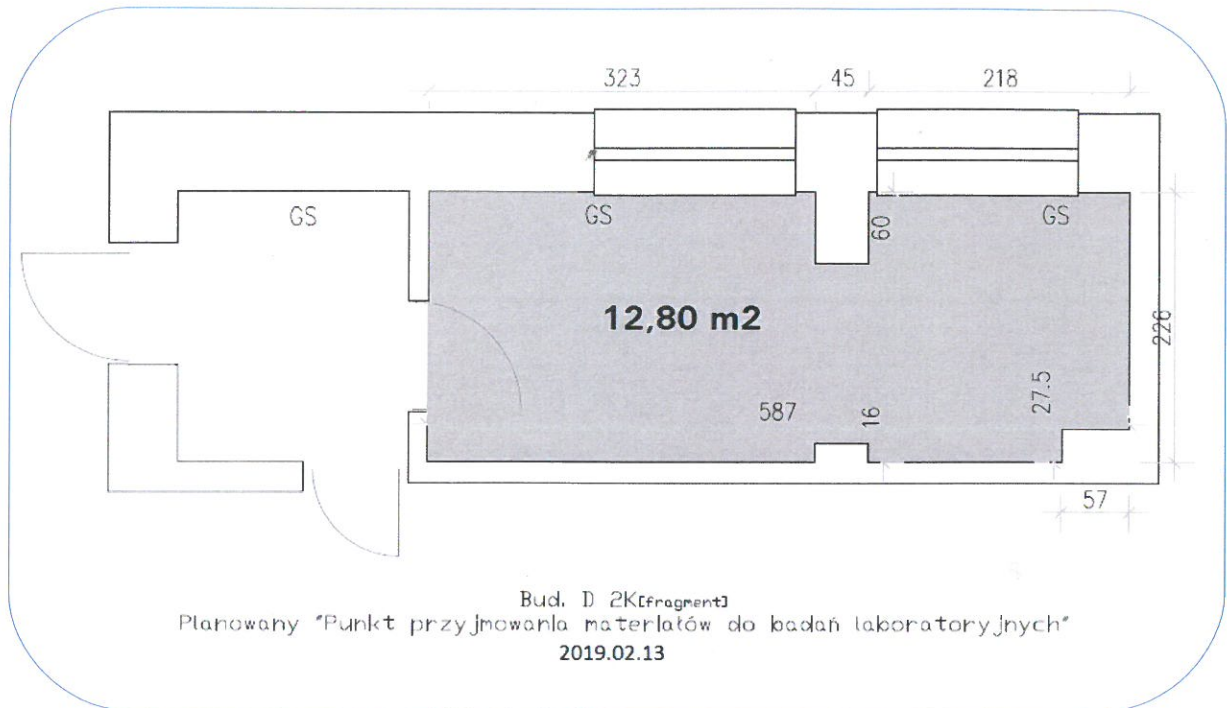 323 45 218
GS GS GS
60
12,80 m2
226
27.5
587 16
57
Bud. D 2K[fragment]
Planowany "Punkt przyjmowania materiałów do badań laboratoryjnych"
2019.02.13